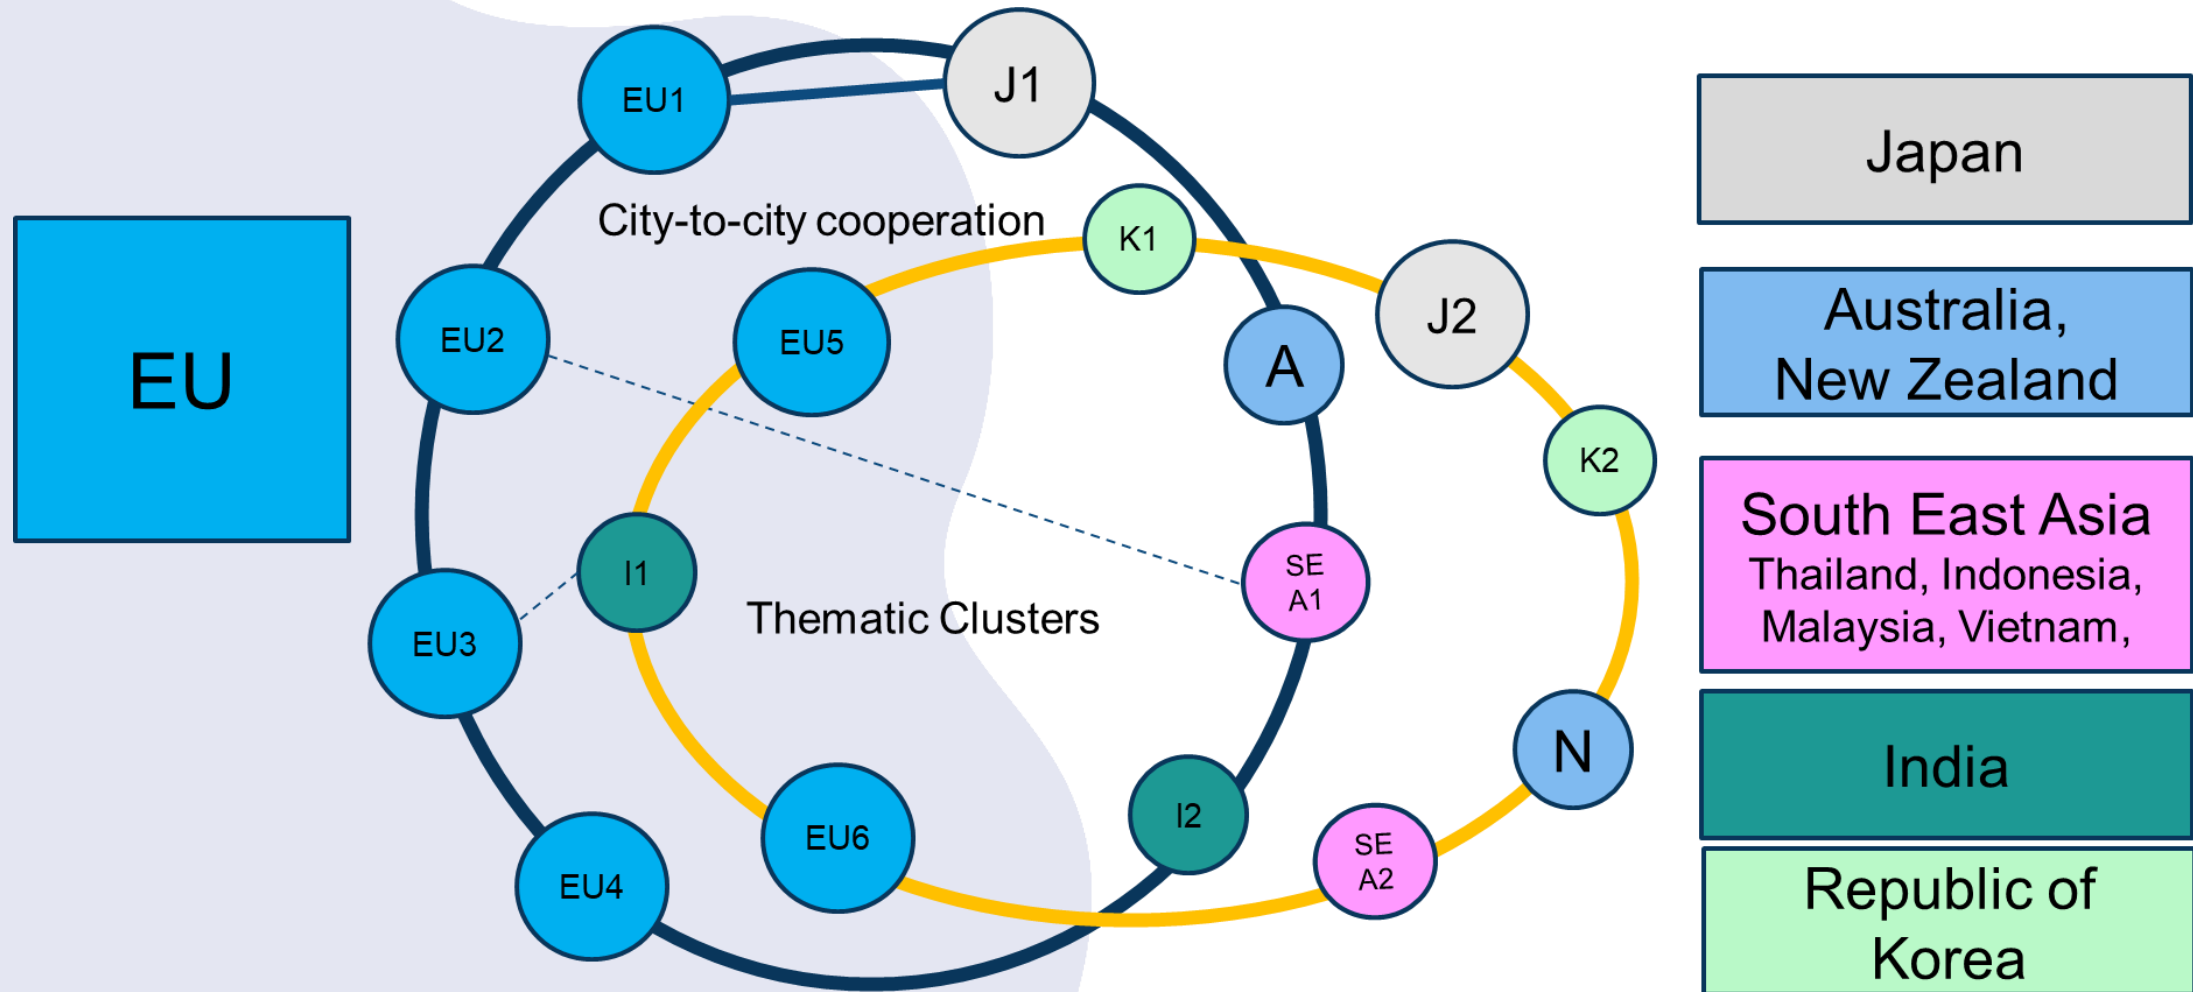 EU
EU1
J1
City-to-city cooperation
K1
EU2
EU5
J2
A
K2
I1
SE
A1
Thematic Clusters
EU3
N
I2
EU6
SE
A2
EU4
Japan
Australia,
New Zealand
South East Asia
Thailand, Indonesia,
Malaysia, Vietnam,
India
Republic of
Korea